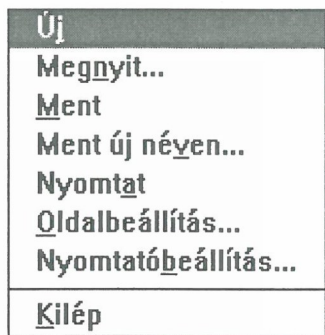 Új
Megnyit...
Ment
Ment új néven...
Nyomtat
Oldalbeállítás...
Nyomtatóbeállítás...
Kilép